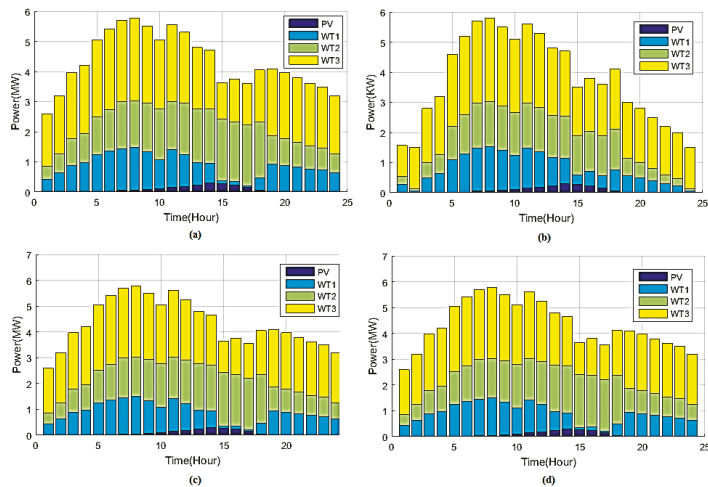 6
5
4
3
2
1
0
Power(MW)
PV
WT1
WT2
WT3
0 5 10 15 20 25
Time(Hour)
(a)
6
5
4
3
2
1
0
Power(KW)
PV
WT1
WT2
WT3
0 5 10 15 20 25
Time(Hour)
(b)
7
6
5
4
3
2
1
0
Power(MW)
PV
WT1
WT2
WT3
5 10 15 20
Time(Hour)
(c)
7
6
5
4
3
2
1
0
Power(MW)
PV
WT1
WT2
WT3
0 5 10 15 20 25
Time(Hour)
(d)